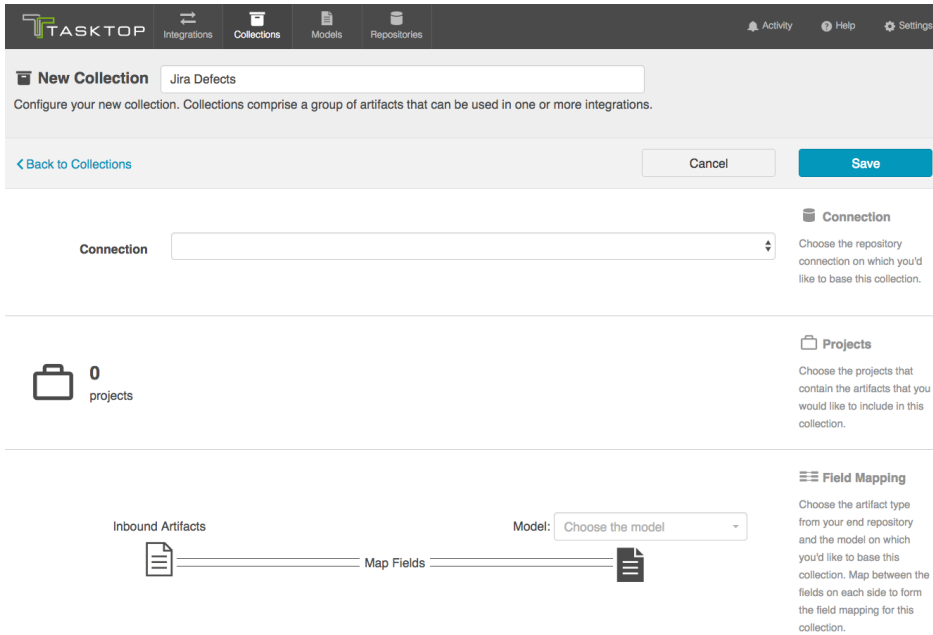 TASKTOP
Integrations
Collections
Models
Repositories
Activity
Help
Settings
New Collection
Jira Defects
Configure your new collection. Collections comprise a group of artifacts that can be used in one or more integrations.
Back to Collections
Cancel
Save
Connection
Connection
Choose the repository
connection on which you'd
like to base this collection.
0
projects
Projects
Choose the projects that
contain the artifacts that you
would like to include in this
collection.
Inbound Artifacts
Model:
Choose the model
Map Fields
Field Mapping
Choose the artifact type
from your end repository
and the model on which
you'd like to base this
collection. Map between the
fields on each side to form
the field mapping for this
collection.